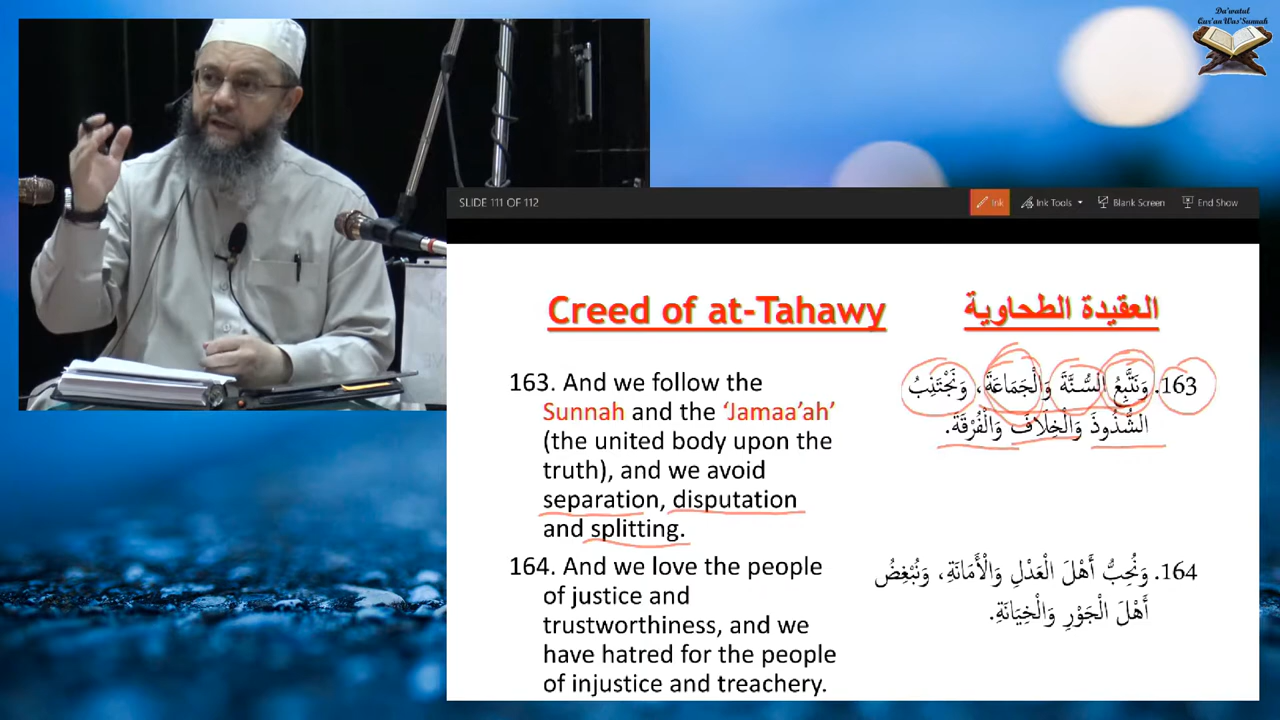 Da'watul
Qur'an Was'Sunnah
SLIDE 111 OF 112
Ink
Ink Tools
Blank Screen
End Show
Creed of at-Tahawy
العقيدة الطحاوية
163. And we follow the
Sunnah and the ‘Jamaa’ah’
(the united body upon the
truth), and we avoid
separation, disputation
and splitting.
163. وَنَتَّبِعُ السُّنَّةَ وَالْجَمَاعَةَ، وَنَجْتَنِبُ
الشُّذُوذَ وَالْخِلَافَ وَالْفُرْقَةَ.
164. And we love the people
of justice and
trustworthiness, and we
have hatred for the people
of injustice and treachery.
164. وَنُحِبُّ أَهْلَ الْعَدْلِ وَالْأَمَانَةِ، وَنُبْغِضُ
أَهْلَ الْجَوْرِ وَالْخِيَانَةِ.